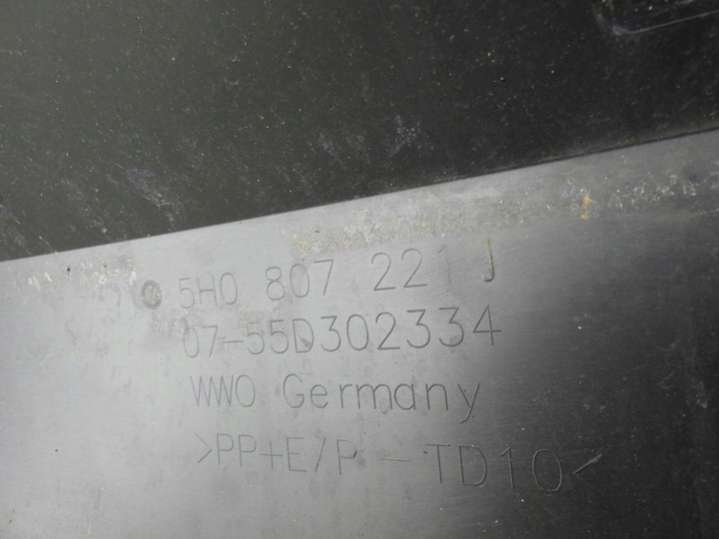 5H0 807 221 J
07-55D302334
WWO Germany
>PP+E/P-TD10<